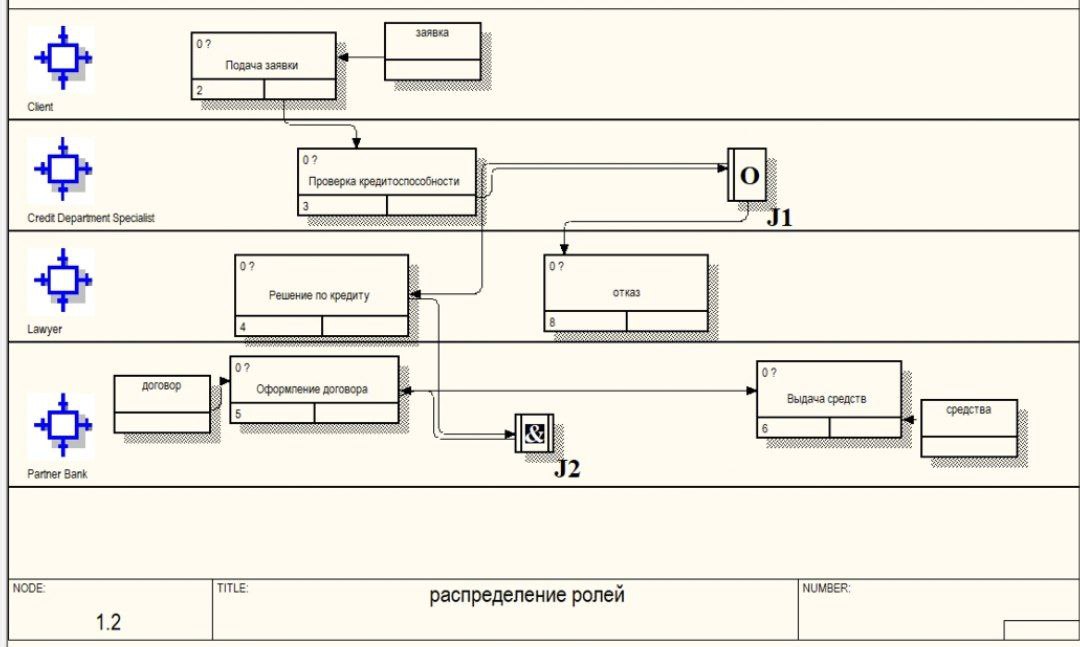 заявка
0 ?
Подача заявки
2
Client
0 ?
Проверка кредитоспособности
3
O
J1
Credit Department Specialist
0 ?
Решение по кредиту
4
0 ?
отказ
8
Lawyer
договор
0 ?
Оформление договора
5
&
J2
0 ?
Выдача средств
6
средства
Partner Bank
NODE:
1.2
TITLE:
распределение ролей
NUMBER: